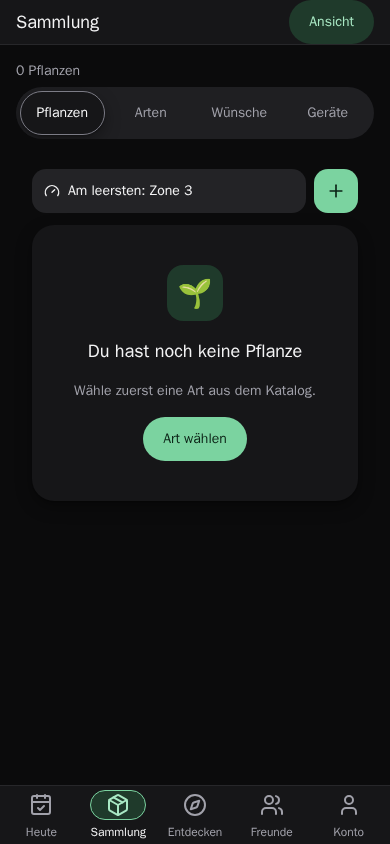 Sammlung
Ansicht
0 Pflanzen
Pflanzen
Arten
Wünsche
Geräte
Am leersten: Zone 3
Du hast noch keine Pflanze
Wähle zuerst eine Art aus dem Katalog.
Art wählen
Heute
Sammlung
Entdecken
Freunde
Konto